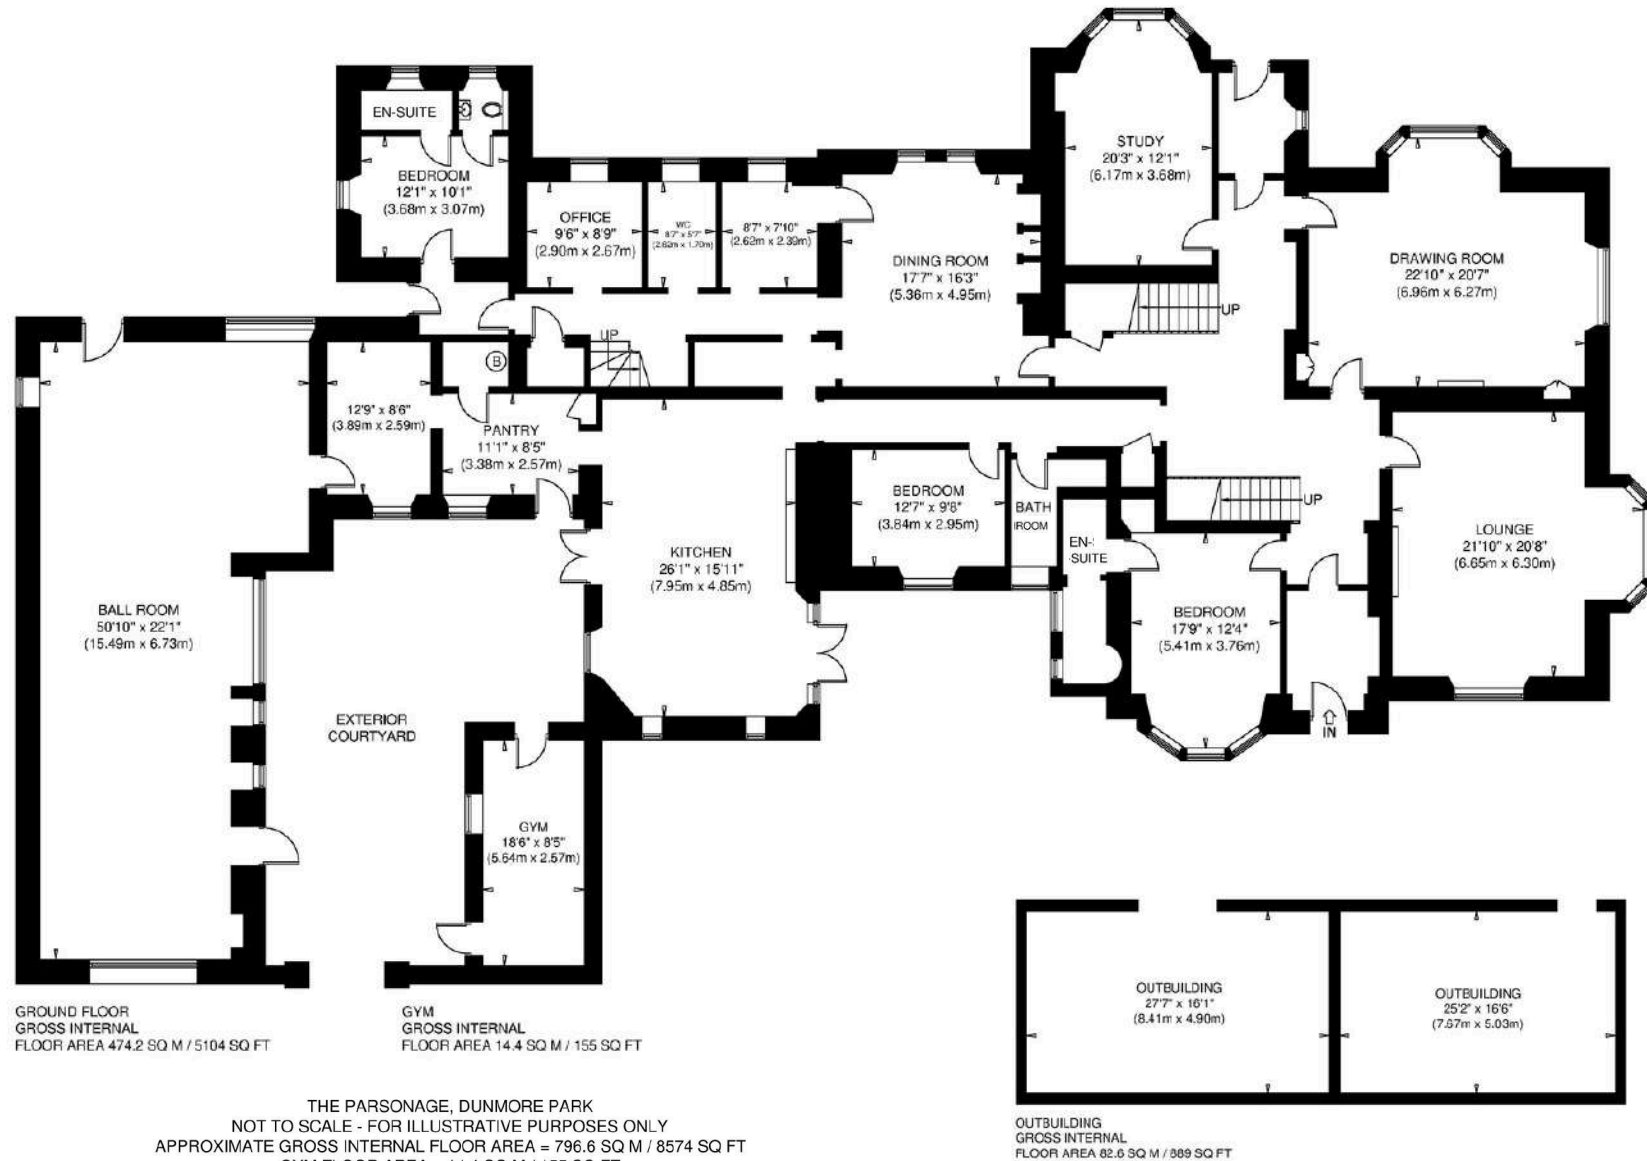 EN-SUITE
BEDROOM
12'1" x 10'1"
(3.68m x 3.07m)
OFFICE
9'6" x 8'9"
(2.90m x 2.67m)
WC
8'7" x 5'7"
(2.62m x 1.70m)
8'7" x 7'10"
(2.62m x 2.39m)
DINING ROOM
17'7" x 16'3"
(5.36m x 4.95m)
STUDY
20'3" x 12'1"
(6.17m x 3.68m)
DRAWING ROOM
22'10" x 20'7"
(6.96m x 6.27m)
UP
UP
B
12'9" x 8'6"
(3.89m x 2.59m)
PANTRY
11'1" x 8'5"
(3.38m x 2.57m)
KITCHEN
26'1" x 15'11"
(7.95m x 4.85m)
BEDROOM
12'7" x 9'8"
(3.84m x 2.95m)
BATH
ROOM
EN-
SUITE
UP
BEDROOM
17'9" x 12'4"
(5.41m x 3.76m)
LOUNGE
21'10" x 20'8"
(6.65m x 6.30m)
IN
BALL ROOM
50'10" x 22'1"
(15.49m x 6.73m)
EXTERIOR
COURTYARD
GYM
18'6" x 8'5"
(5.64m x 2.57m)
OUTBUILDING
27'7" x 16'1"
(8.41m x 4.90m)
OUTBUILDING
25'2" x 16'6"
(7.67m x 5.03m)
GROUND FLOOR
GROSS INTERNAL
FLOOR AREA 474.2 SQ M / 5104 SQ FT
GYM
GROSS INTERNAL
FLOOR AREA 14.4 SQ M / 155 SQ FT
OUTBUILDING
GROSS INTERNAL
FLOOR AREA 82.6 SQ M / 889 SQ FT
THE PARSONAGE, DUNMORE PARK
NOT TO SCALE - FOR ILLUSTRATIVE PURPOSES ONLY
APPROXIMATE GROSS INTERNAL FLOOR AREA = 796.6 SQ M / 8574 SQ FT